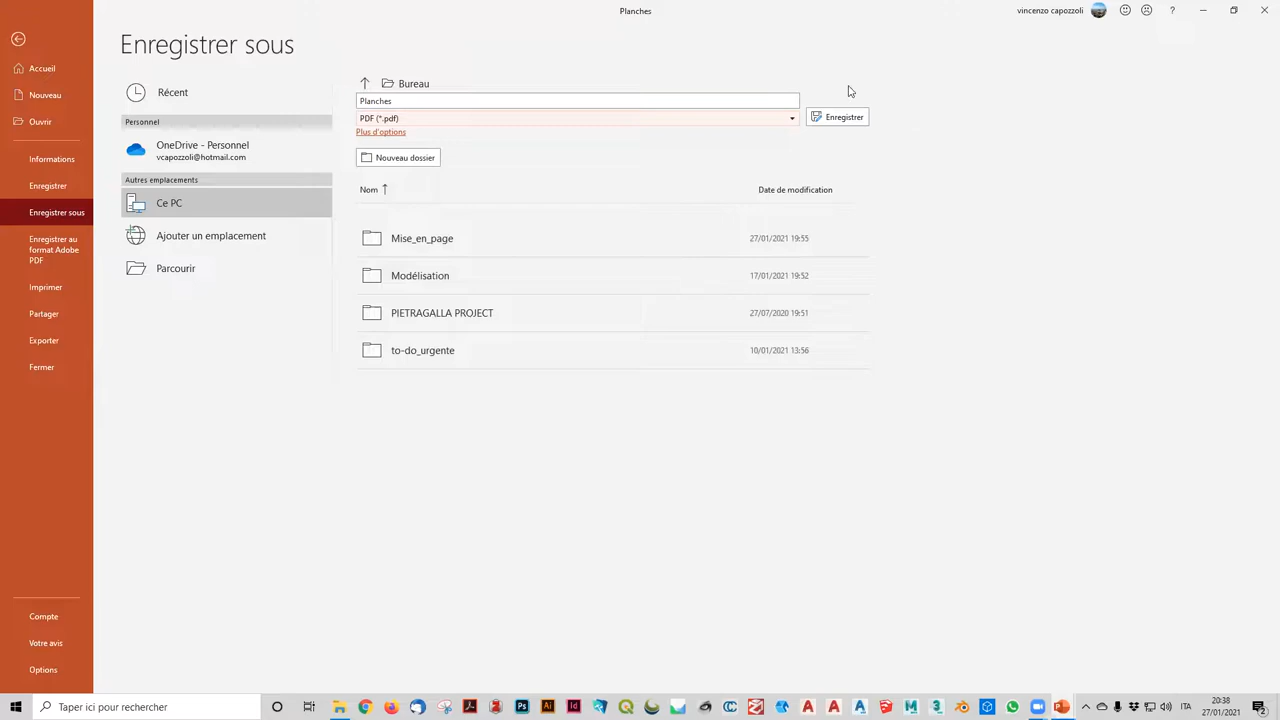 Planches
vincenzo capozzoli
?
Enregistrer sous
Accueil
Nouveau
Ouvrir
Informations
Enregistrer
Enregistrer sous
Enregistrer au
format Adobe
PDF
Imprimer
Partager
Exporter
Fermer
Compte
Votre avis
Options
Récent
Personnel
OneDrive - Personnel
vcapozzoli@hotmail.com
Autres emplacements
Ce PC
Ajouter un emplacement
Parcourir
Bureau
Planches
PDF (*.pdf)
Enregistrer
Plus d'options
Nouveau dossier
Nom
Date de modification
Mise_en_page
27/01/2021 19:55
Modélisation
17/01/2021 19:52
PIETRAGALLA PROJECT
27/07/2020 19:51
to-do_urgente
10/01/2021 13:56
Taper ici pour rechercher
ITA
20:38
27/01/2021